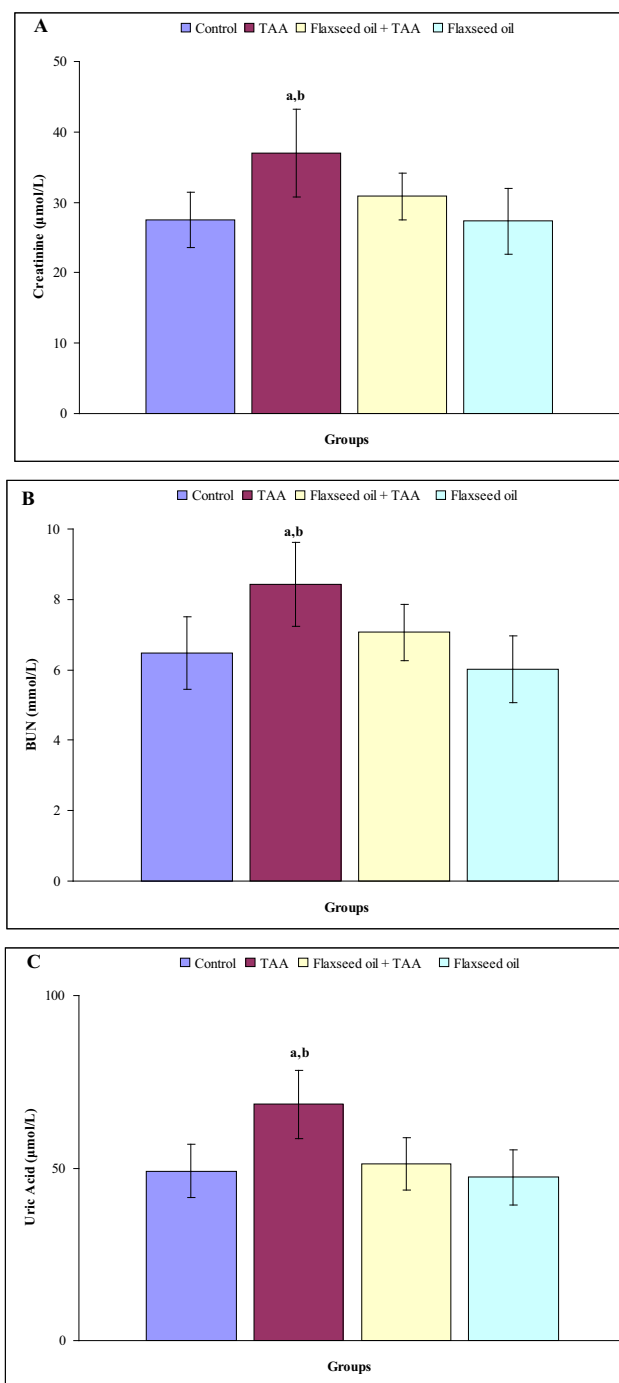 A
Control TAA Flaxseed oil + TAA Flaxseed oil
50
40
30
20
10
0
Creatinine (µmol/L)
a,b
Groups
B
Control TAA Flaxseed oil + TAA Flaxseed oil
10
8
6
4
2
0
BUN (mmol/L)
a,b
Groups
C
Control TAA Flaxseed oil + TAA Flaxseed oil
100
50
0
Uric Acid (µmol/L)
a,b
Groups